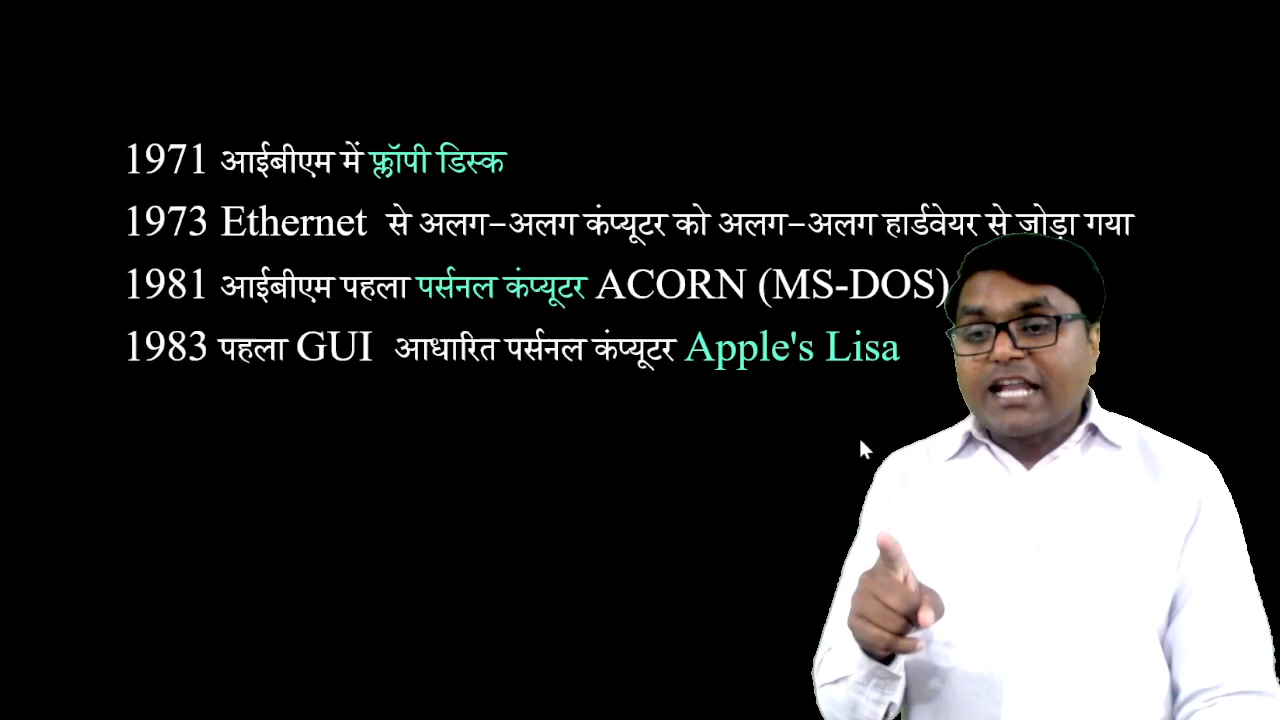 1971 आईबीएम में फ्लॉपी डिस्क
1973 Ethernet से अलग-अलग कंप्यूटर को अलग-अलग हार्डवेयर से जोड़ा गया
1981 आईबीएम पहला पर्सनल कंप्यूटर ACORN (MS-DOS)
1983 पहला GUI आधारित पर्सनल कंप्यूटर Apple's Lisa